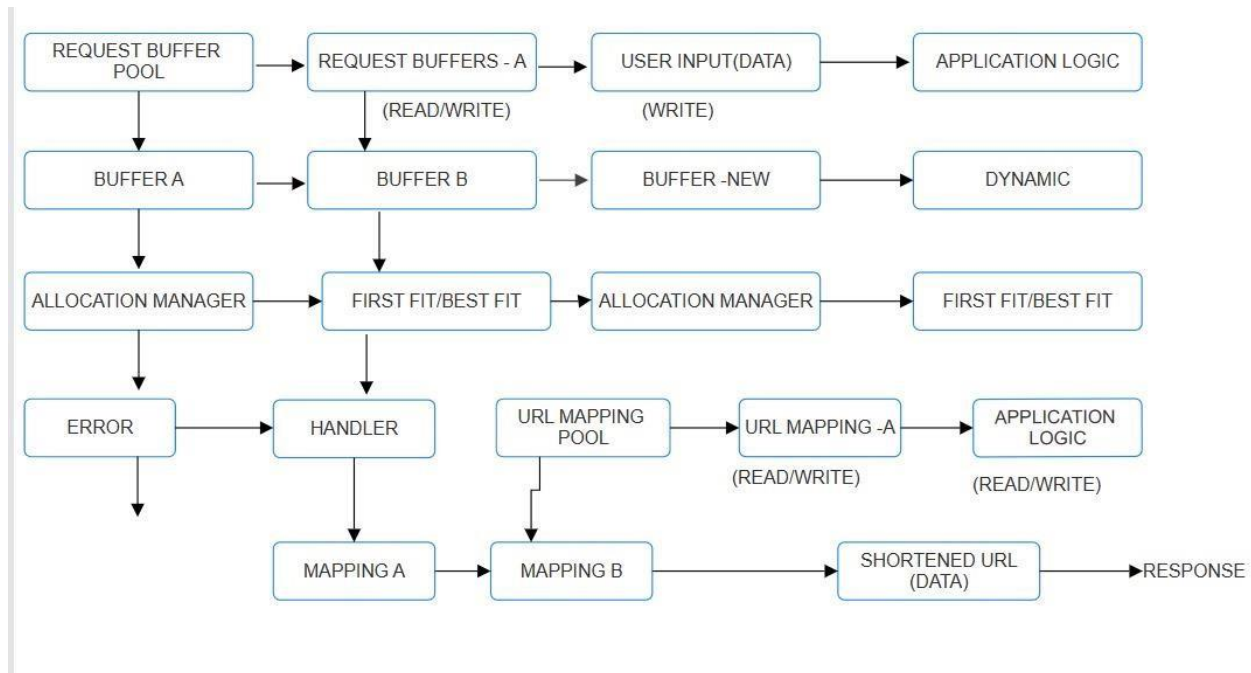 REQUEST BUFFER
POOL
REQUEST BUFFERS - A
USER INPUT(DATA)
APPLICATION LOGIC
(READ/WRITE)
(WRITE)
BUFFER A
BUFFER B
BUFFER -NEW
DYNAMIC
ALLOCATION MANAGER
FIRST FIT/BEST FIT
ALLOCATION MANAGER
FIRST FIT/BEST FIT
ERROR
HANDLER
URL MAPPING
POOL
URL MAPPING -A
APPLICATION
LOGIC
(READ/WRITE)
(READ/WRITE)
MAPPING A
MAPPING B
SHORTENED URL
(DATA)
RESPONSE